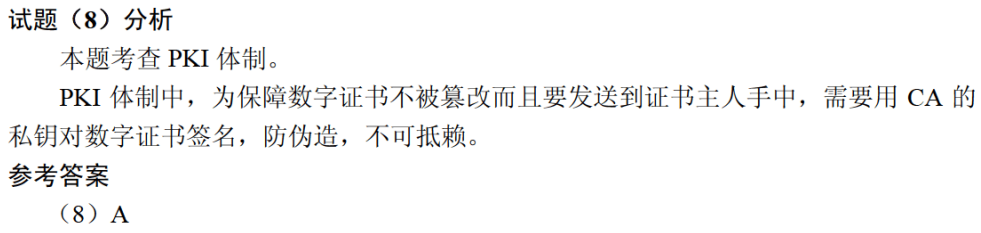 试题（8）分析
本题考查 PKI 体制。
PKI 体制中，为保障数字证书不被篡改而且要发送到证书主人手中，需要用 CA 的
私钥对数字证书签名，防伪造，不可抵赖。
参考答案
（8）A